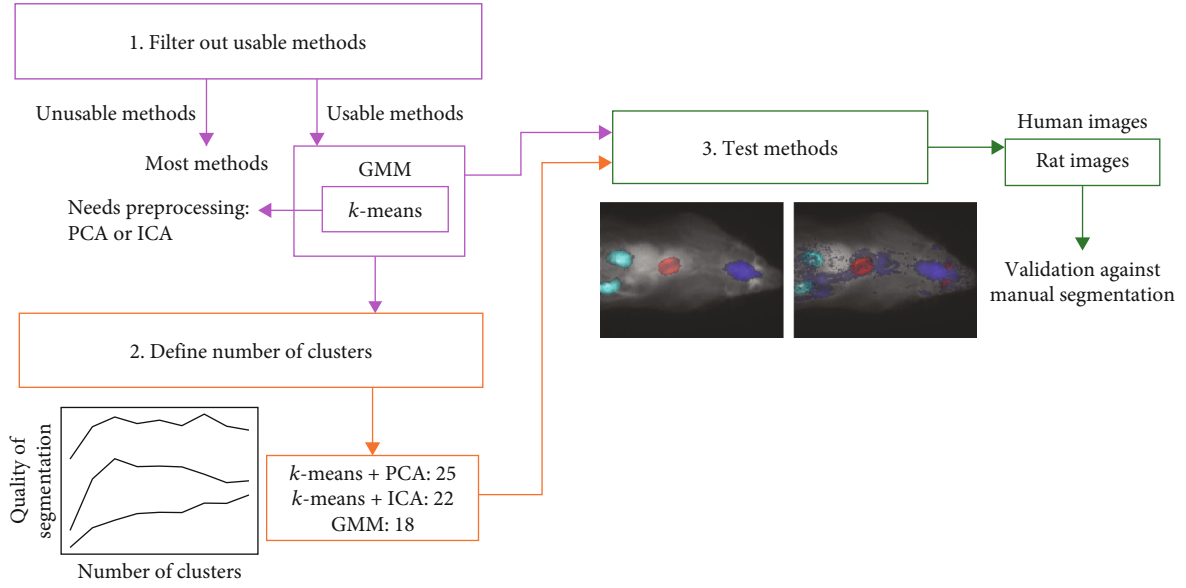 1. Filter out usable methods
Unusable methods
Usable methods
Most methods
GMM
k-means
Needs preprocessing:
PCA or ICA
2. Define number of clusters
Quality of
segmentation
Number of clusters
k-means + PCA: 25
k-means + ICA: 22
GMM: 18
3. Test methods
Human images
Rat images
Validation against
manual segmentation